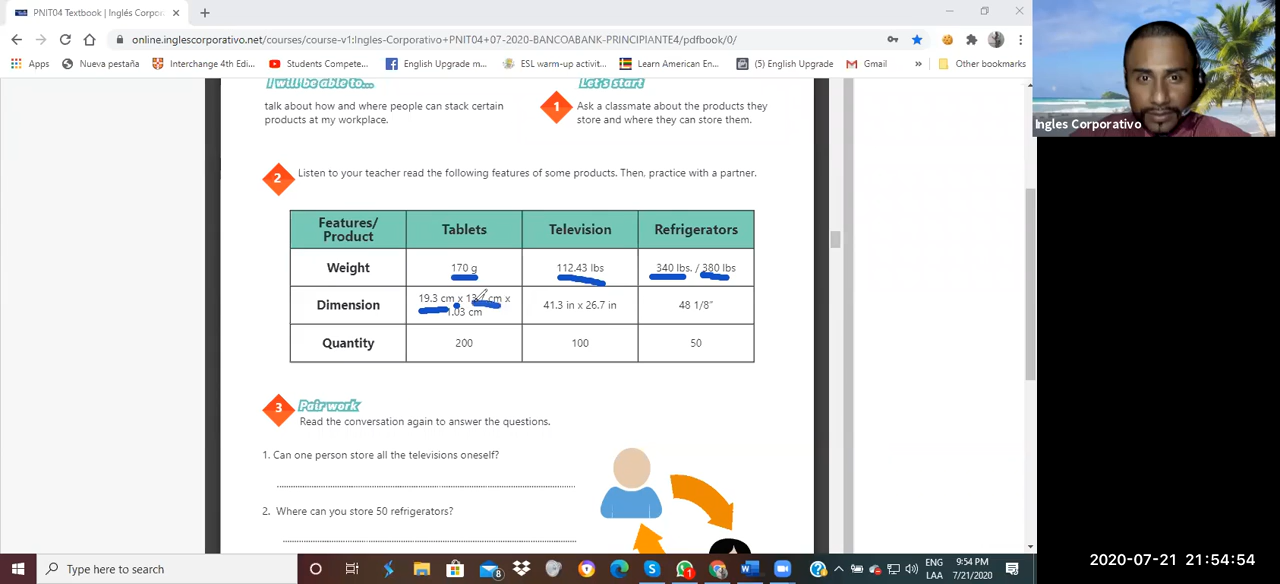 PNIT04 Textbook | Inglés Corpor
online.inglescorporativo.net/courses/course-v1:Ingles-Corporativo+PNIT04+07-2020-BANCOABANK-PRINCIPIANTE4/pdfbook/0/
Apps Nueva pestaña Interchange 4th Edi... Students Compete... English Upgrade m... ESL warm-up activit... Learn American En... (5) English Upgrade Gmail » Other bookmarks
I will be able to...
Let's start
talk about how and where people can stack certain
products at my workplace.
1
Ask a classmate about the products they
store and where they can store them.
Ingles Corporativo
2
Listen to your teacher read the following features of some products. Then, practice with a partner.
Features/
Product
Tablets
Television
Refrigerators
Weight
170 g
112.43 lbs
340 lbs. / 380 lbs
Dimension
19.3 cm x cm x
1.03 cm
41.3 in x 26.7 in
48 1/8"
Quantity
200
100
50
3
Pair work
Read the conversation again to answer the questions.
1. Can one person store all the televisions oneself?
2. Where can you store 50 refrigerators?
Type here to search
8
1
ENG
LAA
9:54 PM
7/21/2020
2020-07-21 21:54:54